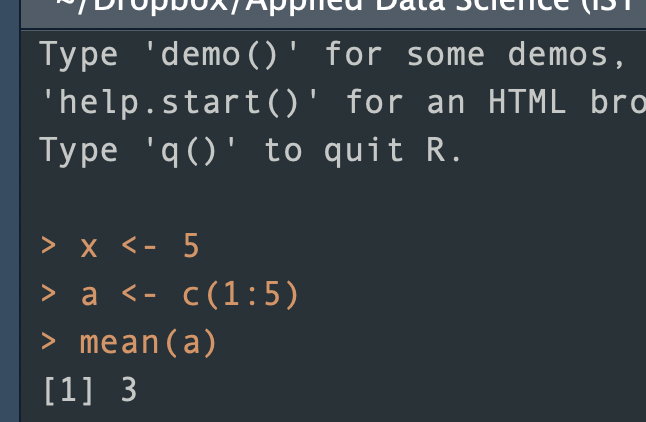 ~/Dropbox/Applied Data Science (IST
Type 'demo()' for some demos,
'help.start()' for an HTML bro
Type 'q()' to quit R.
> x <- 5
> a <- c(1:5)
> mean(a)
[1] 3